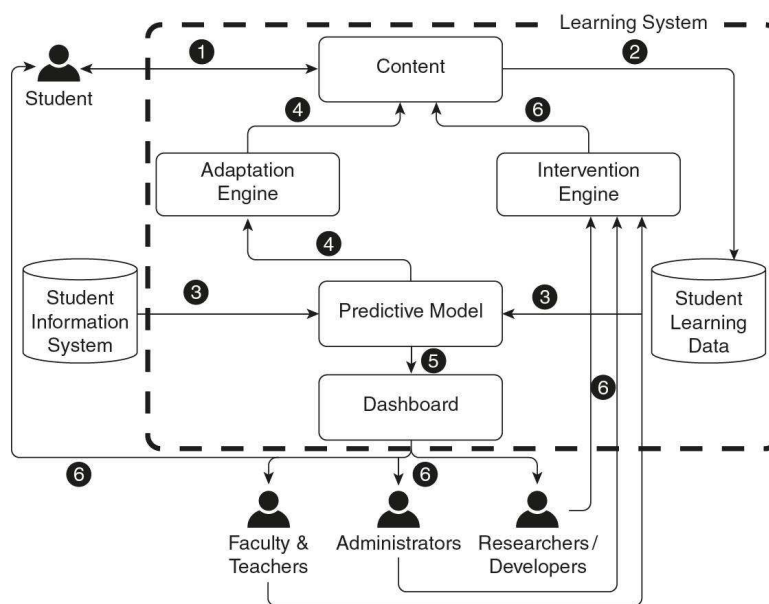 Learning System
1
Content
2
Student
4
6
Adaptation
Engine
Intervention
Engine
4
Student
Information
System
3
Predictive Model
3
Student
Learning
Data
5
Dashboard
6
6
6
Faculty &
Teachers
Administrators
Researchers/
Developers